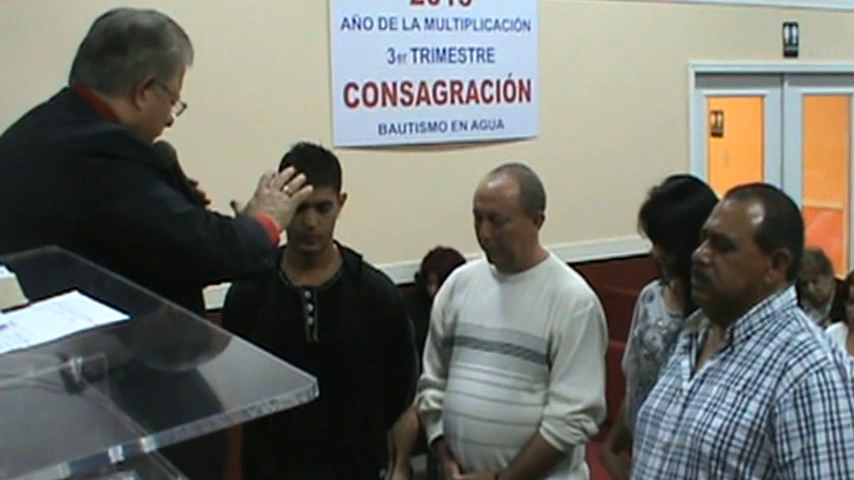 AÑO DE LA MULTIPLICACIÓN
3er TRIMESTRE
CONSAGRACIÓN
BAUTISMO EN AGUA